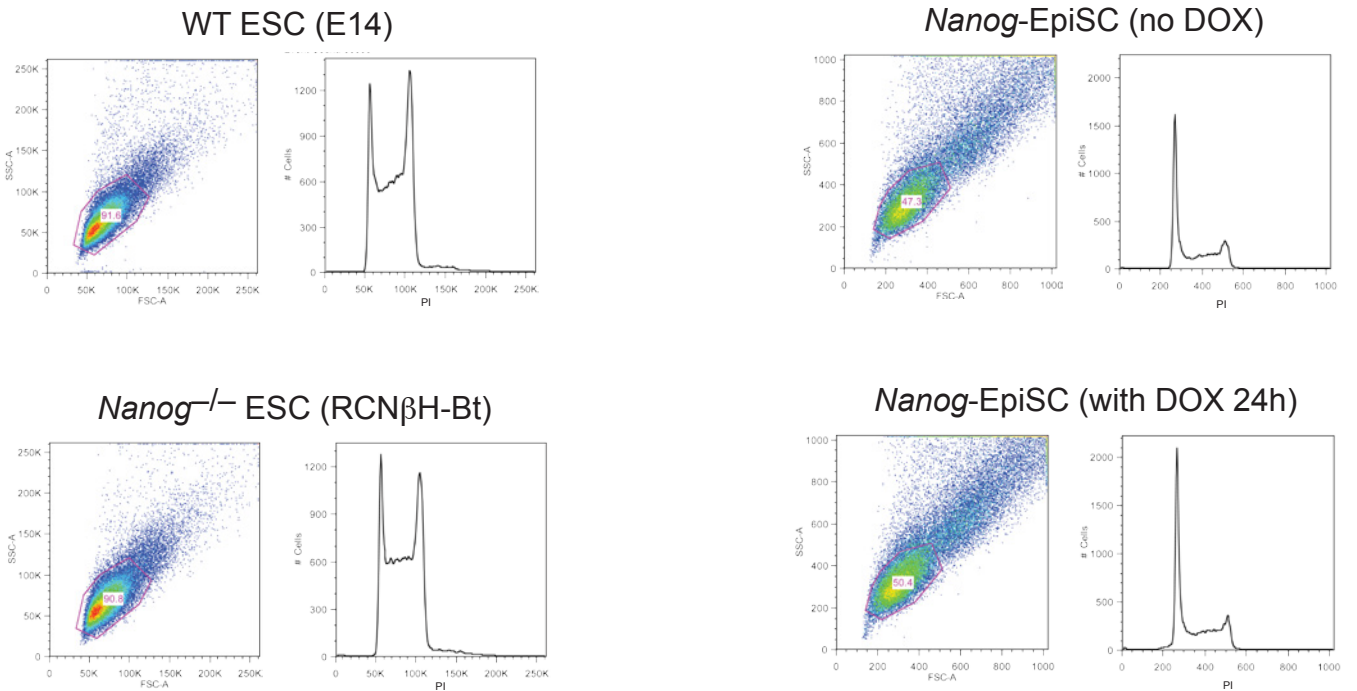 WT ESC (E14)
250K
200K
150K
100K
50K
0
SSC-A
91.6
0 50K 100K 150K 200K 250K
FSC-A
1200
900
600
300
0
# Cells
0 50K 100K 150K 200K 250K
PI
Nanog-EpiSC (no DOX)
1000
800
600
400
200
0
SSC-A
47.3
0 200 400 600 800 1000
FSC-A
2000
1500
1000
500
0
# Cells
0 200 400 600 800 1000
PI
Nanog–/– ESC (RCNβH-Bt)
250K
200K
150K
100K
50K
0
SSC-A
90.8
0 50K 100K 150K 200K 250K
FSC-A
1200
900
600
300
0
# Cells
0 50K 100K 150K 200K 250K
PI
Nanog-EpiSC (with DOX 24h)
1000
800
600
400
200
0
SSC-A
50.4
0 200 400 600 800 1000
FSC-A
2000
1500
1000
500
0
# Cells
0 200 400 600 800 1000
PI